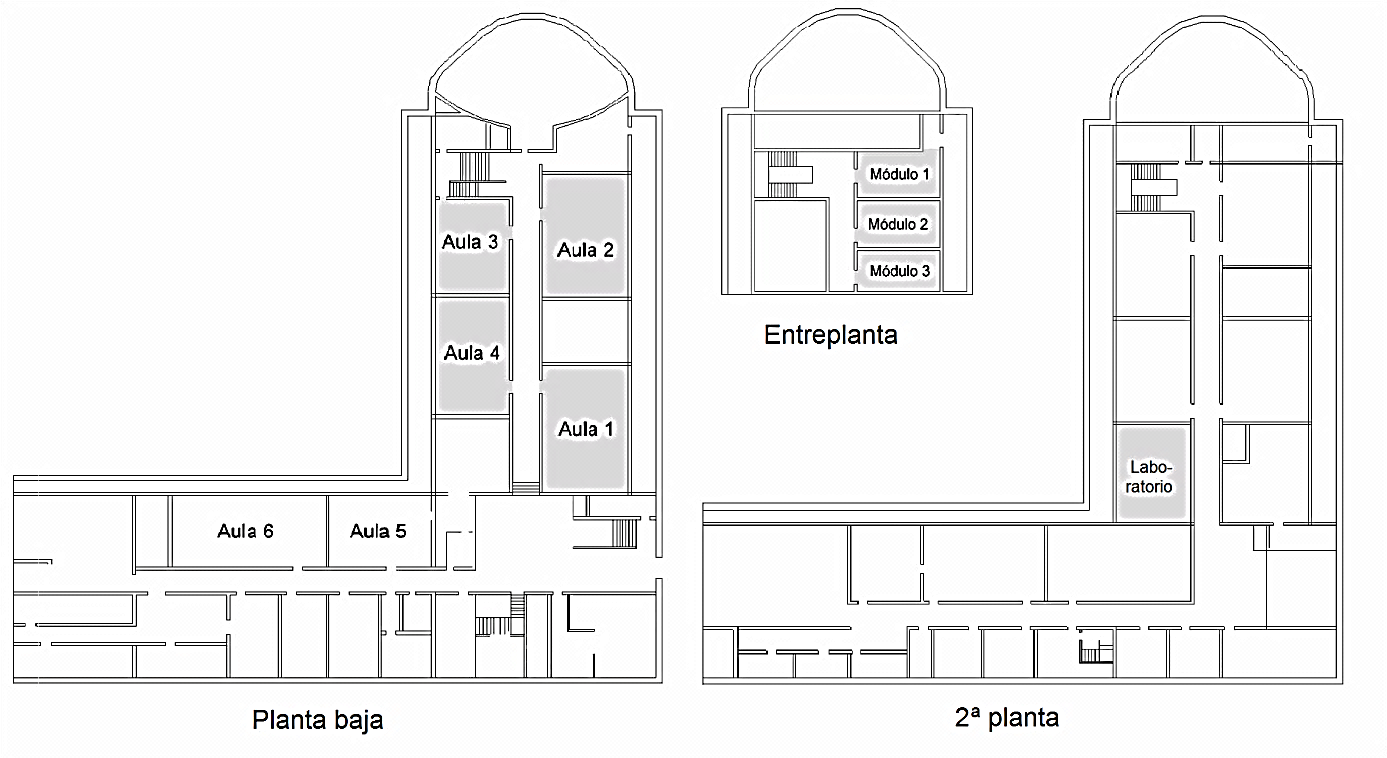 Aula 3
Aula 2
Aula 4
Aula 1
Aula 6
Aula 5
Planta baja
Módulo 1
Módulo 2
Módulo 3
Entreplanta
Labo-
ratorio
2ª planta